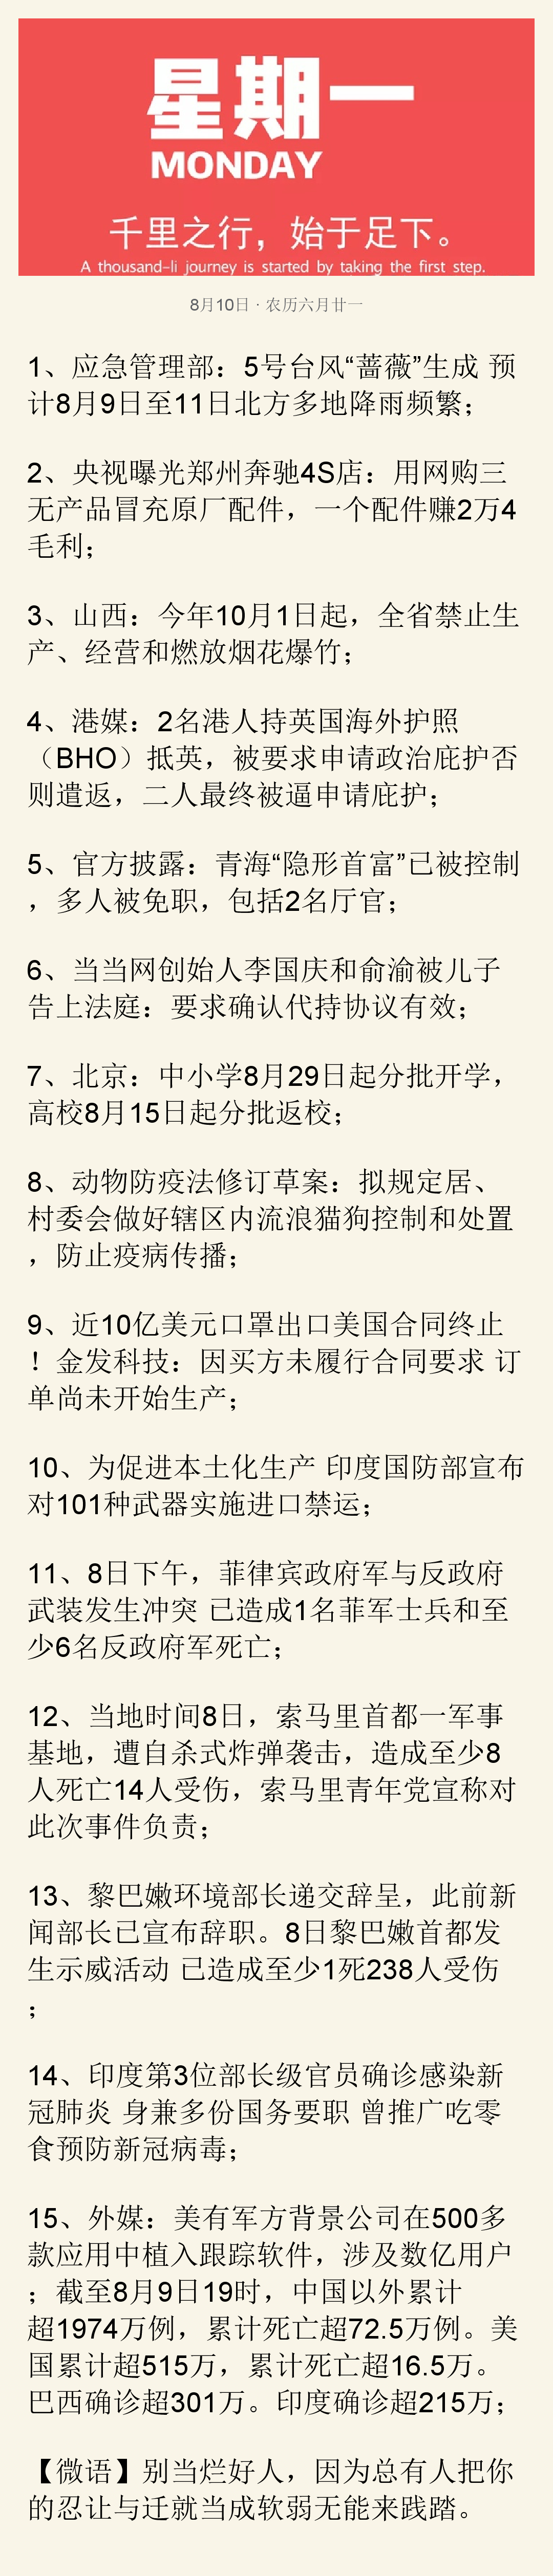 星期一
MONDAY
千里之行，始于足下。
A thousand-li journey is started by taking the first step.
8月10日 · 农历六月廿一
1、应急管理部：5号台风“蔷薇”生成 预
计8月9日至11日北方多地降雨频繁；
2、央视曝光郑州奔驰4S店：用网购三
无产品冒充原厂配件，一个配件赚2万4
毛利；
3、山西：今年10月1日起，全省禁止生
产、经营和燃放烟花爆竹；
4、港媒：2名港人持英国海外护照
（BHO）抵英，被要求申请政治庇护否
则遣返，二人最终被逼申请庇护；
5、官方披露：青海“隐形首富”已被控制
，多人被免职，包括2名厅官；
6、当当网创始人李国庆和俞渝被儿子
告上法庭：要求确认代持协议有效；
7、北京：中小学8月29日起分批开学，
高校8月15日起分批返校；
8、动物防疫法修订草案：拟规定居、
村委会做好辖区内流浪猫狗控制和处置
，防止疫病传播；
9、近10亿美元口罩出口美国合同终止
！金发科技：因买方未履行合同要求 订
单尚未开始生产；
10、为促进本土化生产 印度国防部宣布
对101种武器实施进口禁运；
11、8日下午，菲律宾政府军与反政府
武装发生冲突 已造成1名菲军士兵和至
少6名反政府军死亡；
12、当地时间8日，索马里首都一军事
基地，遭自杀式炸弹袭击，造成至少8
人死亡14人受伤，索马里青年党宣称对
此次事件负责；
13、黎巴嫩环境部长递交辞呈，此前新
闻部长已宣布辞职。8日黎巴嫩首都发
生示威活动 已造成至少1死238人受伤
；
14、印度第3位部长级官员确诊感染新
冠肺炎 身兼多份国务要职 曾推广吃零
食预防新冠病毒；
15、外媒：美有军方背景公司在500多
款应用中植入跟踪软件，涉及数亿用户
；截至8月9日19时，中国以外累计
超1974万例，累计死亡超72.5万例。美
国累计超515万，累计死亡超16.5万。
巴西确诊超301万。印度确诊超215万；
【微语】别当烂好人，因为总有人把你
的忍让与迁就当成软弱无能来践踏。